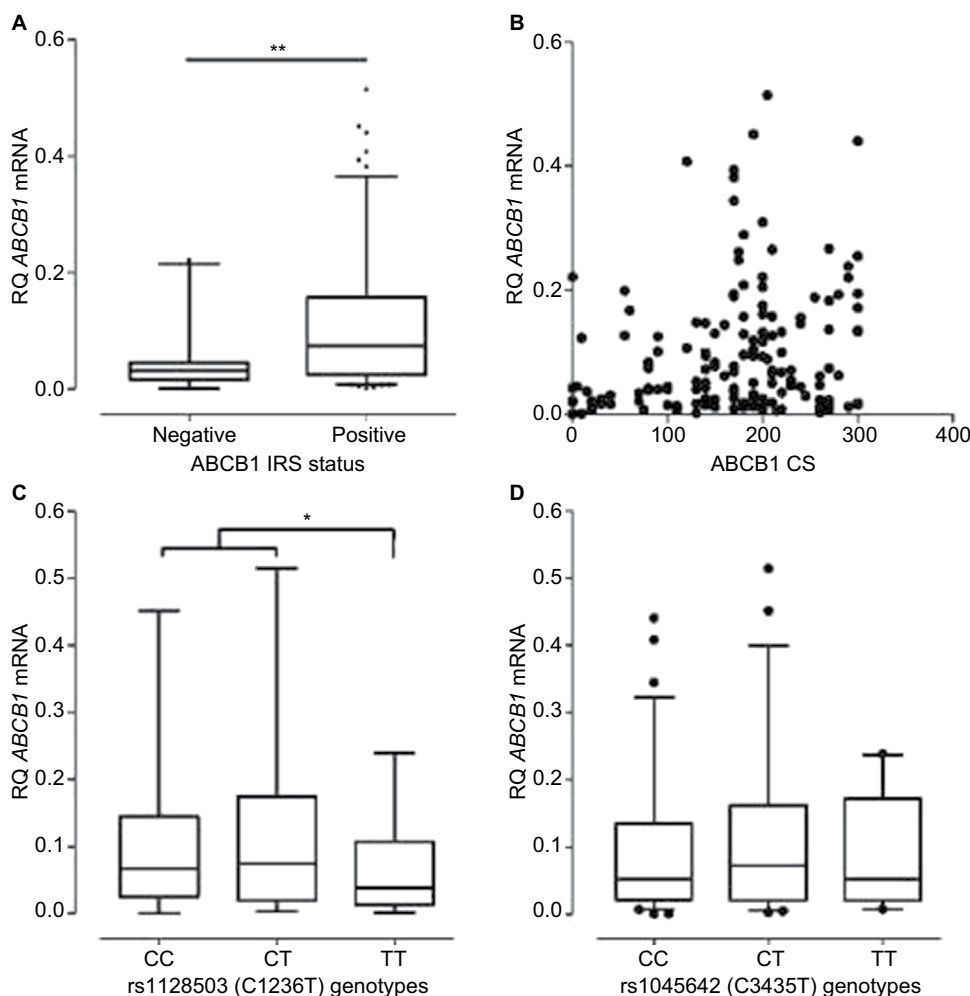 A
0.6
0.4
0.2
0.0
RQ ABCB1 mRNA
**
Negative
Positive
ABCB1 IRS status
B
0.6
0.4
0.2
0.0
RQ ABCB1 mRNA
0
100
200
300
400
ABCB1 CS
C
0.6
0.5
0.4
0.3
0.2
0.1
0.0
RQ ABCB1 mRNA
*
CC
CT
TT
rs1128503 (C1236T) genotypes
D
0.6
0.5
0.4
0.3
0.2
0.1
0.0
RQ ABCB1 mRNA
CC
CT
TT
rs1045642 (C3435T) genotypes